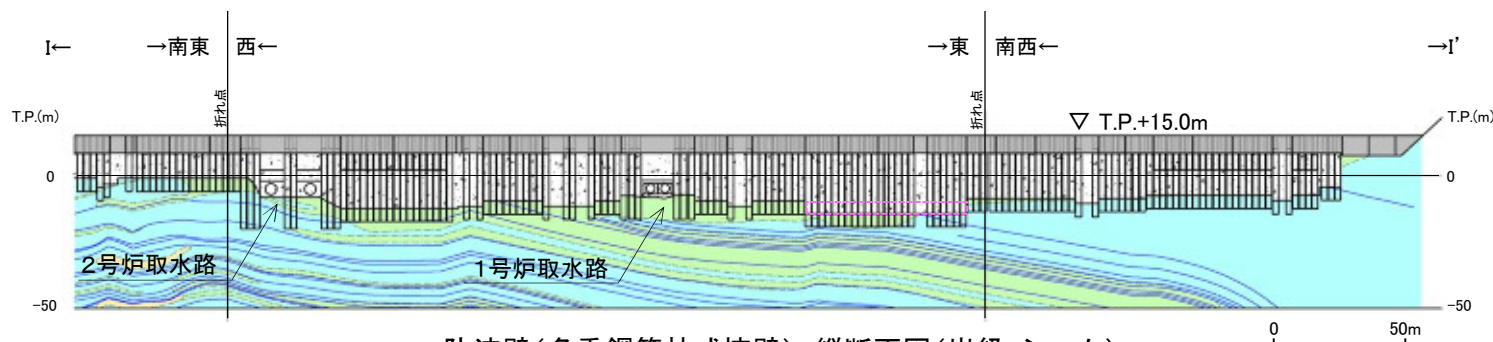 I← →南東 西← →東 南西← →I'
折れ点 折れ点
T.P.(m) ▽ T.P.+15.0m T.P.(m)
0 0
2号炉取水路 1号炉取水路
-50 -50
0 50m